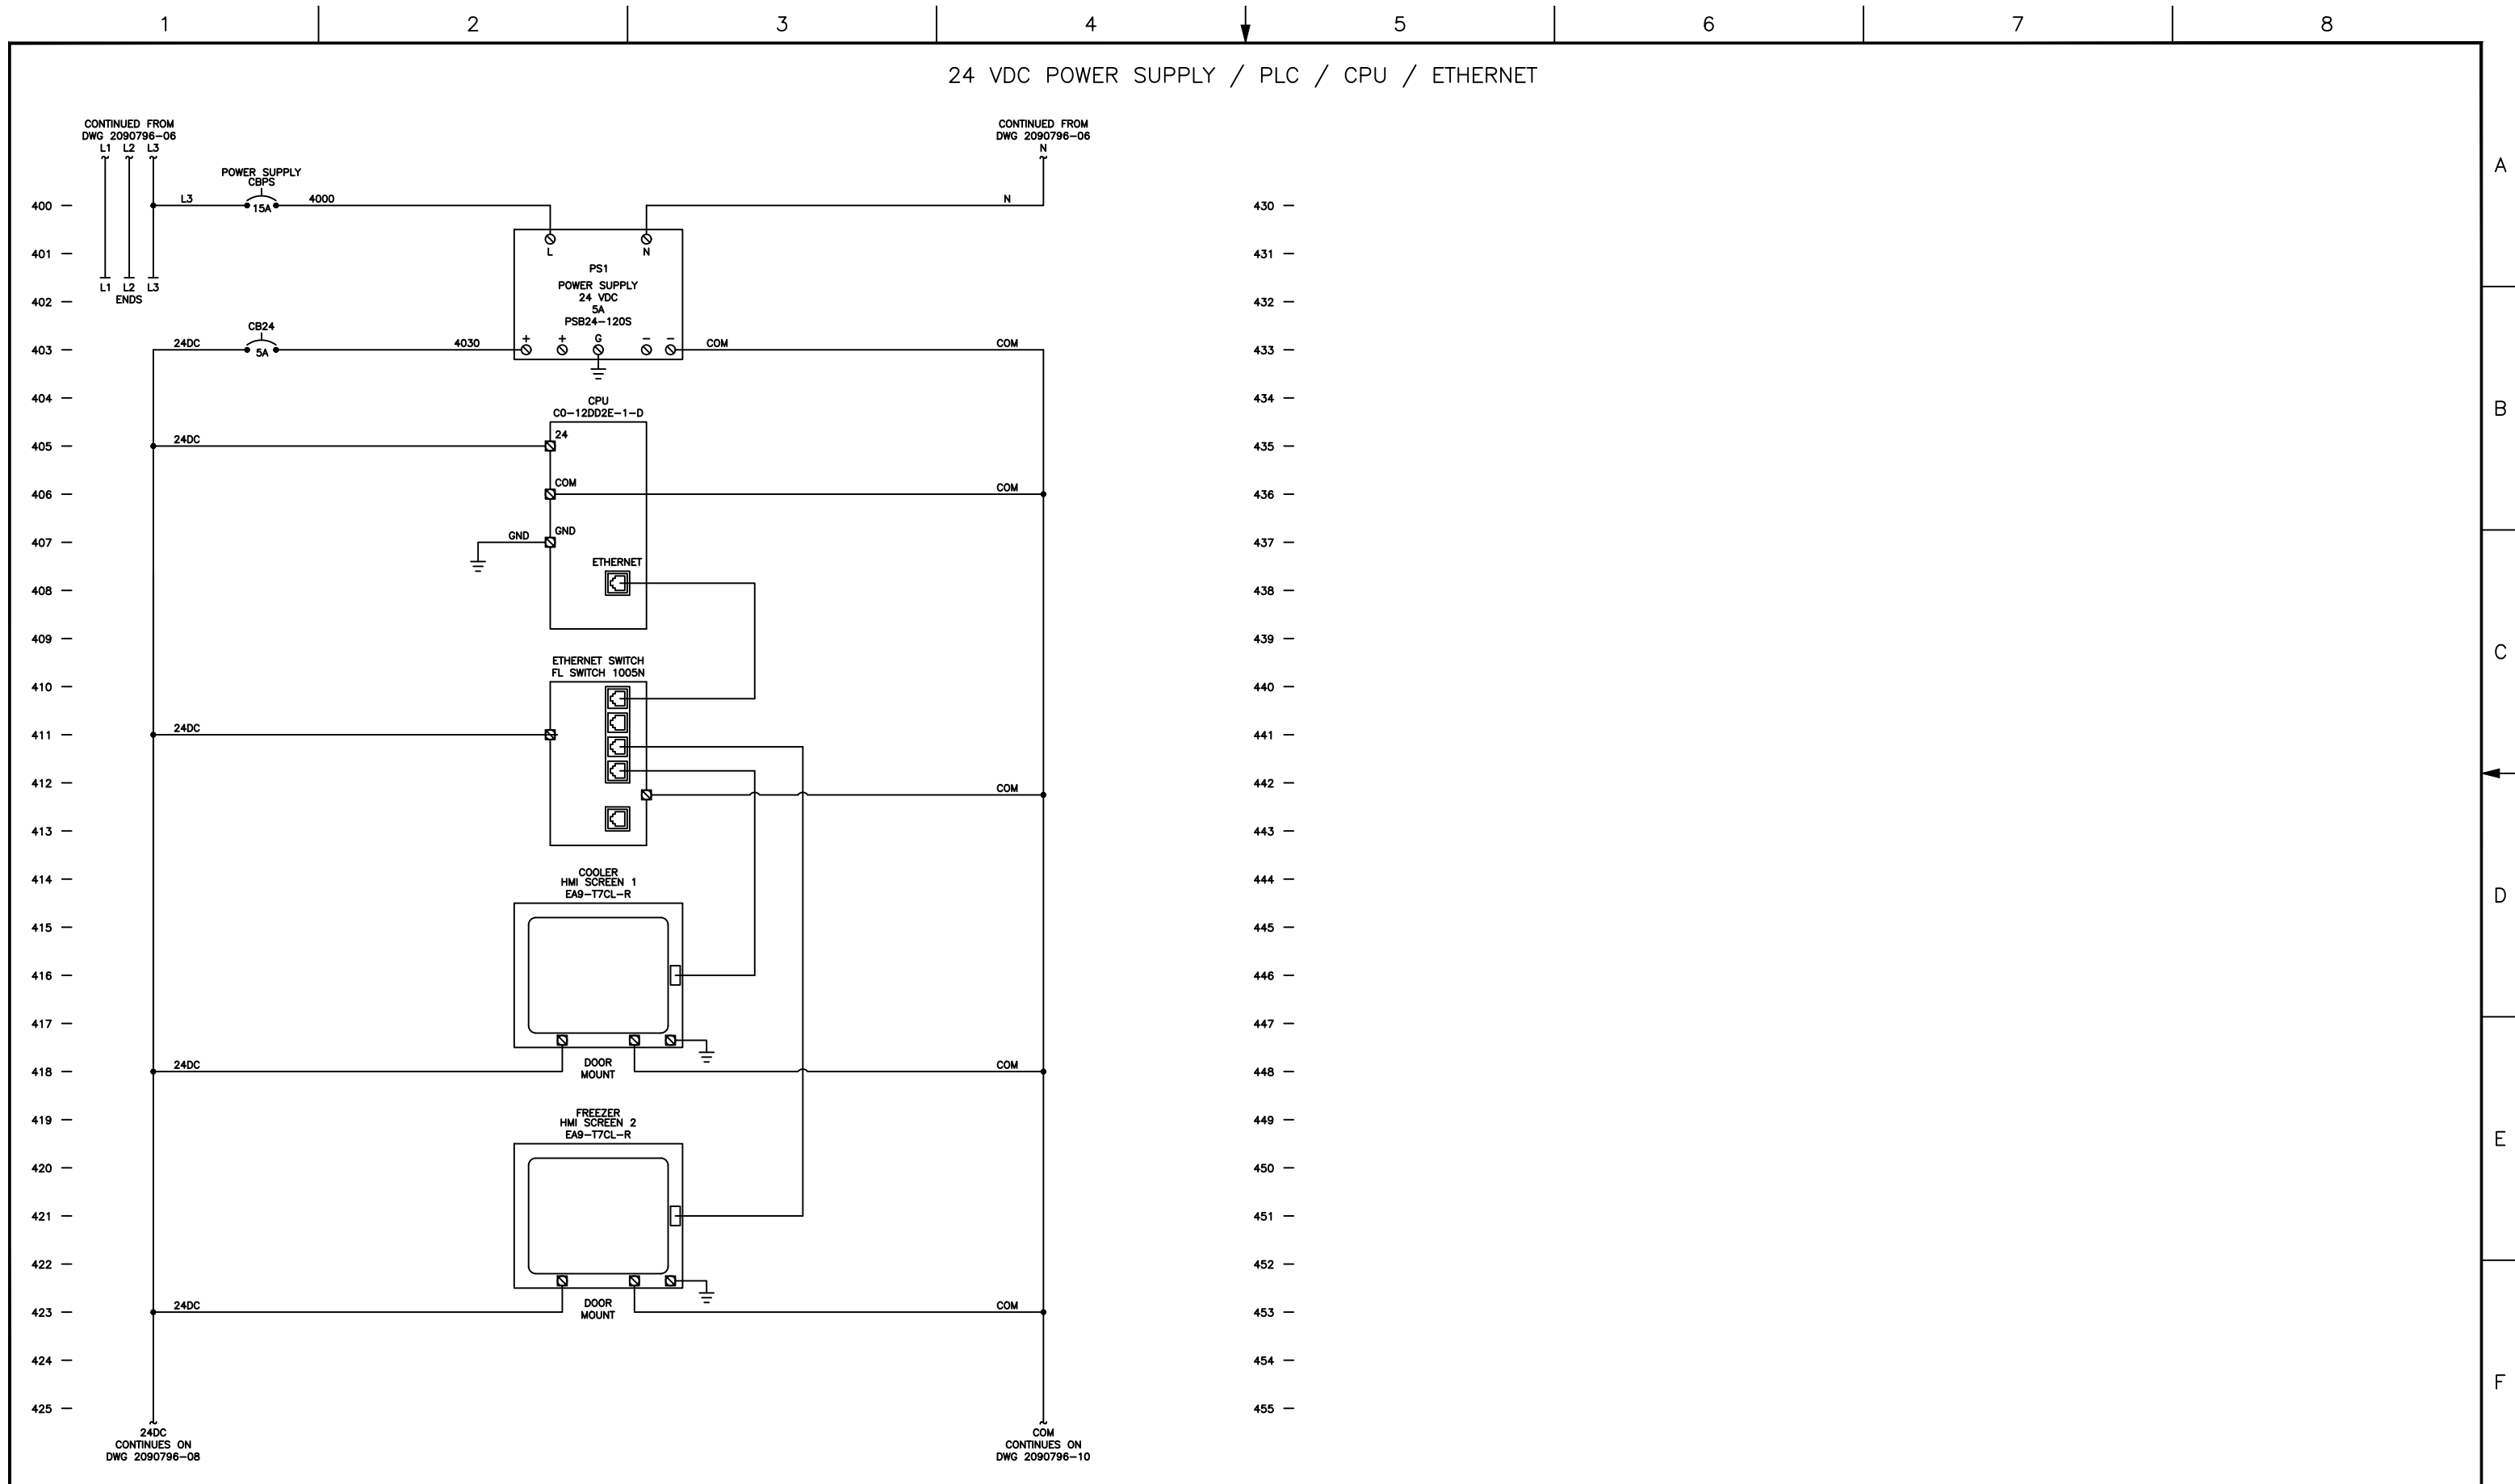 1 2 3 4 5 6 7 8
24 VDC POWER SUPPLY / PLC / CPU / ETHERNET
CONTINUED FROM
DWG 2090796-06
L1 L2 L3
CONTINUED FROM
DWG 2090796-06
N
A
POWER SUPPLY
CBPS
400 L3 15A 4000 N 430
L N
401 431
PS1
L1 L2 L3
ENDS
POWER SUPPLY
24 VDC
5A
PSB24-120S
402 432
CB24
+ + G - -
403 24DC 5A 4030 COM COM 433
404 434
CPU
C0-12DD2E-1-D
B
24
405 24DC 435
COM
406 COM 436
GND
407 GND 437
ETHERNET
408 438
409 439
C
ETHERNET SWITCH
FL SWITCH 1005N
410 440
411 24DC 441
412 COM 442
413 443
COOLER
HMI SCREEN 1
EA9-T7CL-R
414 444
D
415 445
416 446
417 447
DOOR
MOUNT
418 24DC COM 448
FREEZER
HMI SCREEN 2
EA9-T7CL-R
419 449
E
420 450
421 451
422 452
DOOR
MOUNT
423 24DC COM 453
424 454
F
425 455
24DC
CONTINUES ON
DWG 2090796-08
COM
CONTINUES ON
DWG 2090796-10